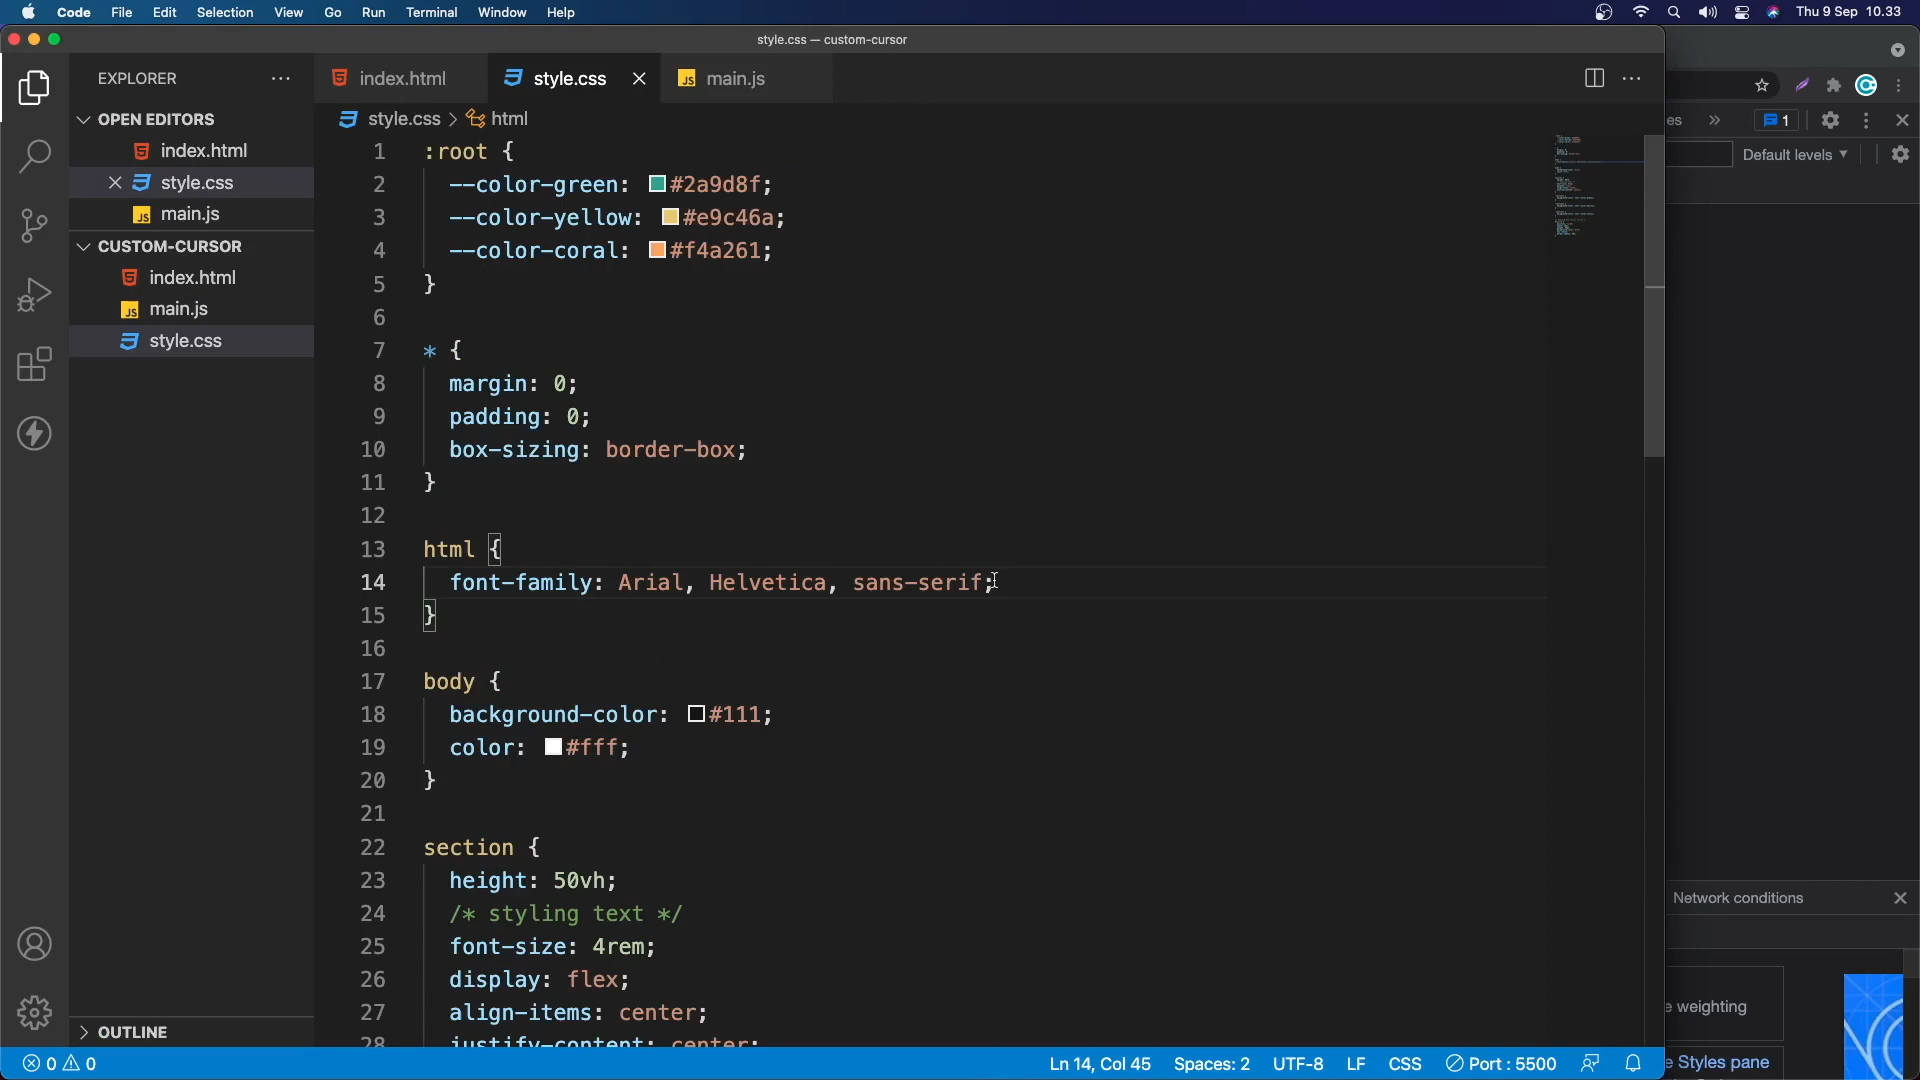 Code File Edit Selection View Go Run Terminal Window Help Thu 9 Sep 10.33
style.css — custom-cursor
EXPLORER
index.html style.css main.js
OPEN EDITORS
index.html
style.css
main.js
CUSTOM-CURSOR
index.html
main.js
style.css
OUTLINE
style.css > html
1 :root {
2 --color-green: #2a9d8f;
3 --color-yellow: #e9c46a;
4 --color-coral: #f4a261;
5 }
6
7 * {
8 margin: 0;
9 padding: 0;
10 box-sizing: border-box;
11 }
12
13 html {
14 font-family: Arial, Helvetica, sans-serif;
15 }
16
17 body {
18 background-color: #111;
19 color: #fff;
20 }
21
22 section {
23 height: 50vh;
24 /* styling text */
25 font-size: 4rem;
26 display: flex;
27 align-items: center;
28 justify-content: center;
es » 1
Default levels
Network conditions
e weighting
e Styles pane
0 0 Ln 14, Col 45 Spaces: 2 UTF-8 LF CSS Port : 5500